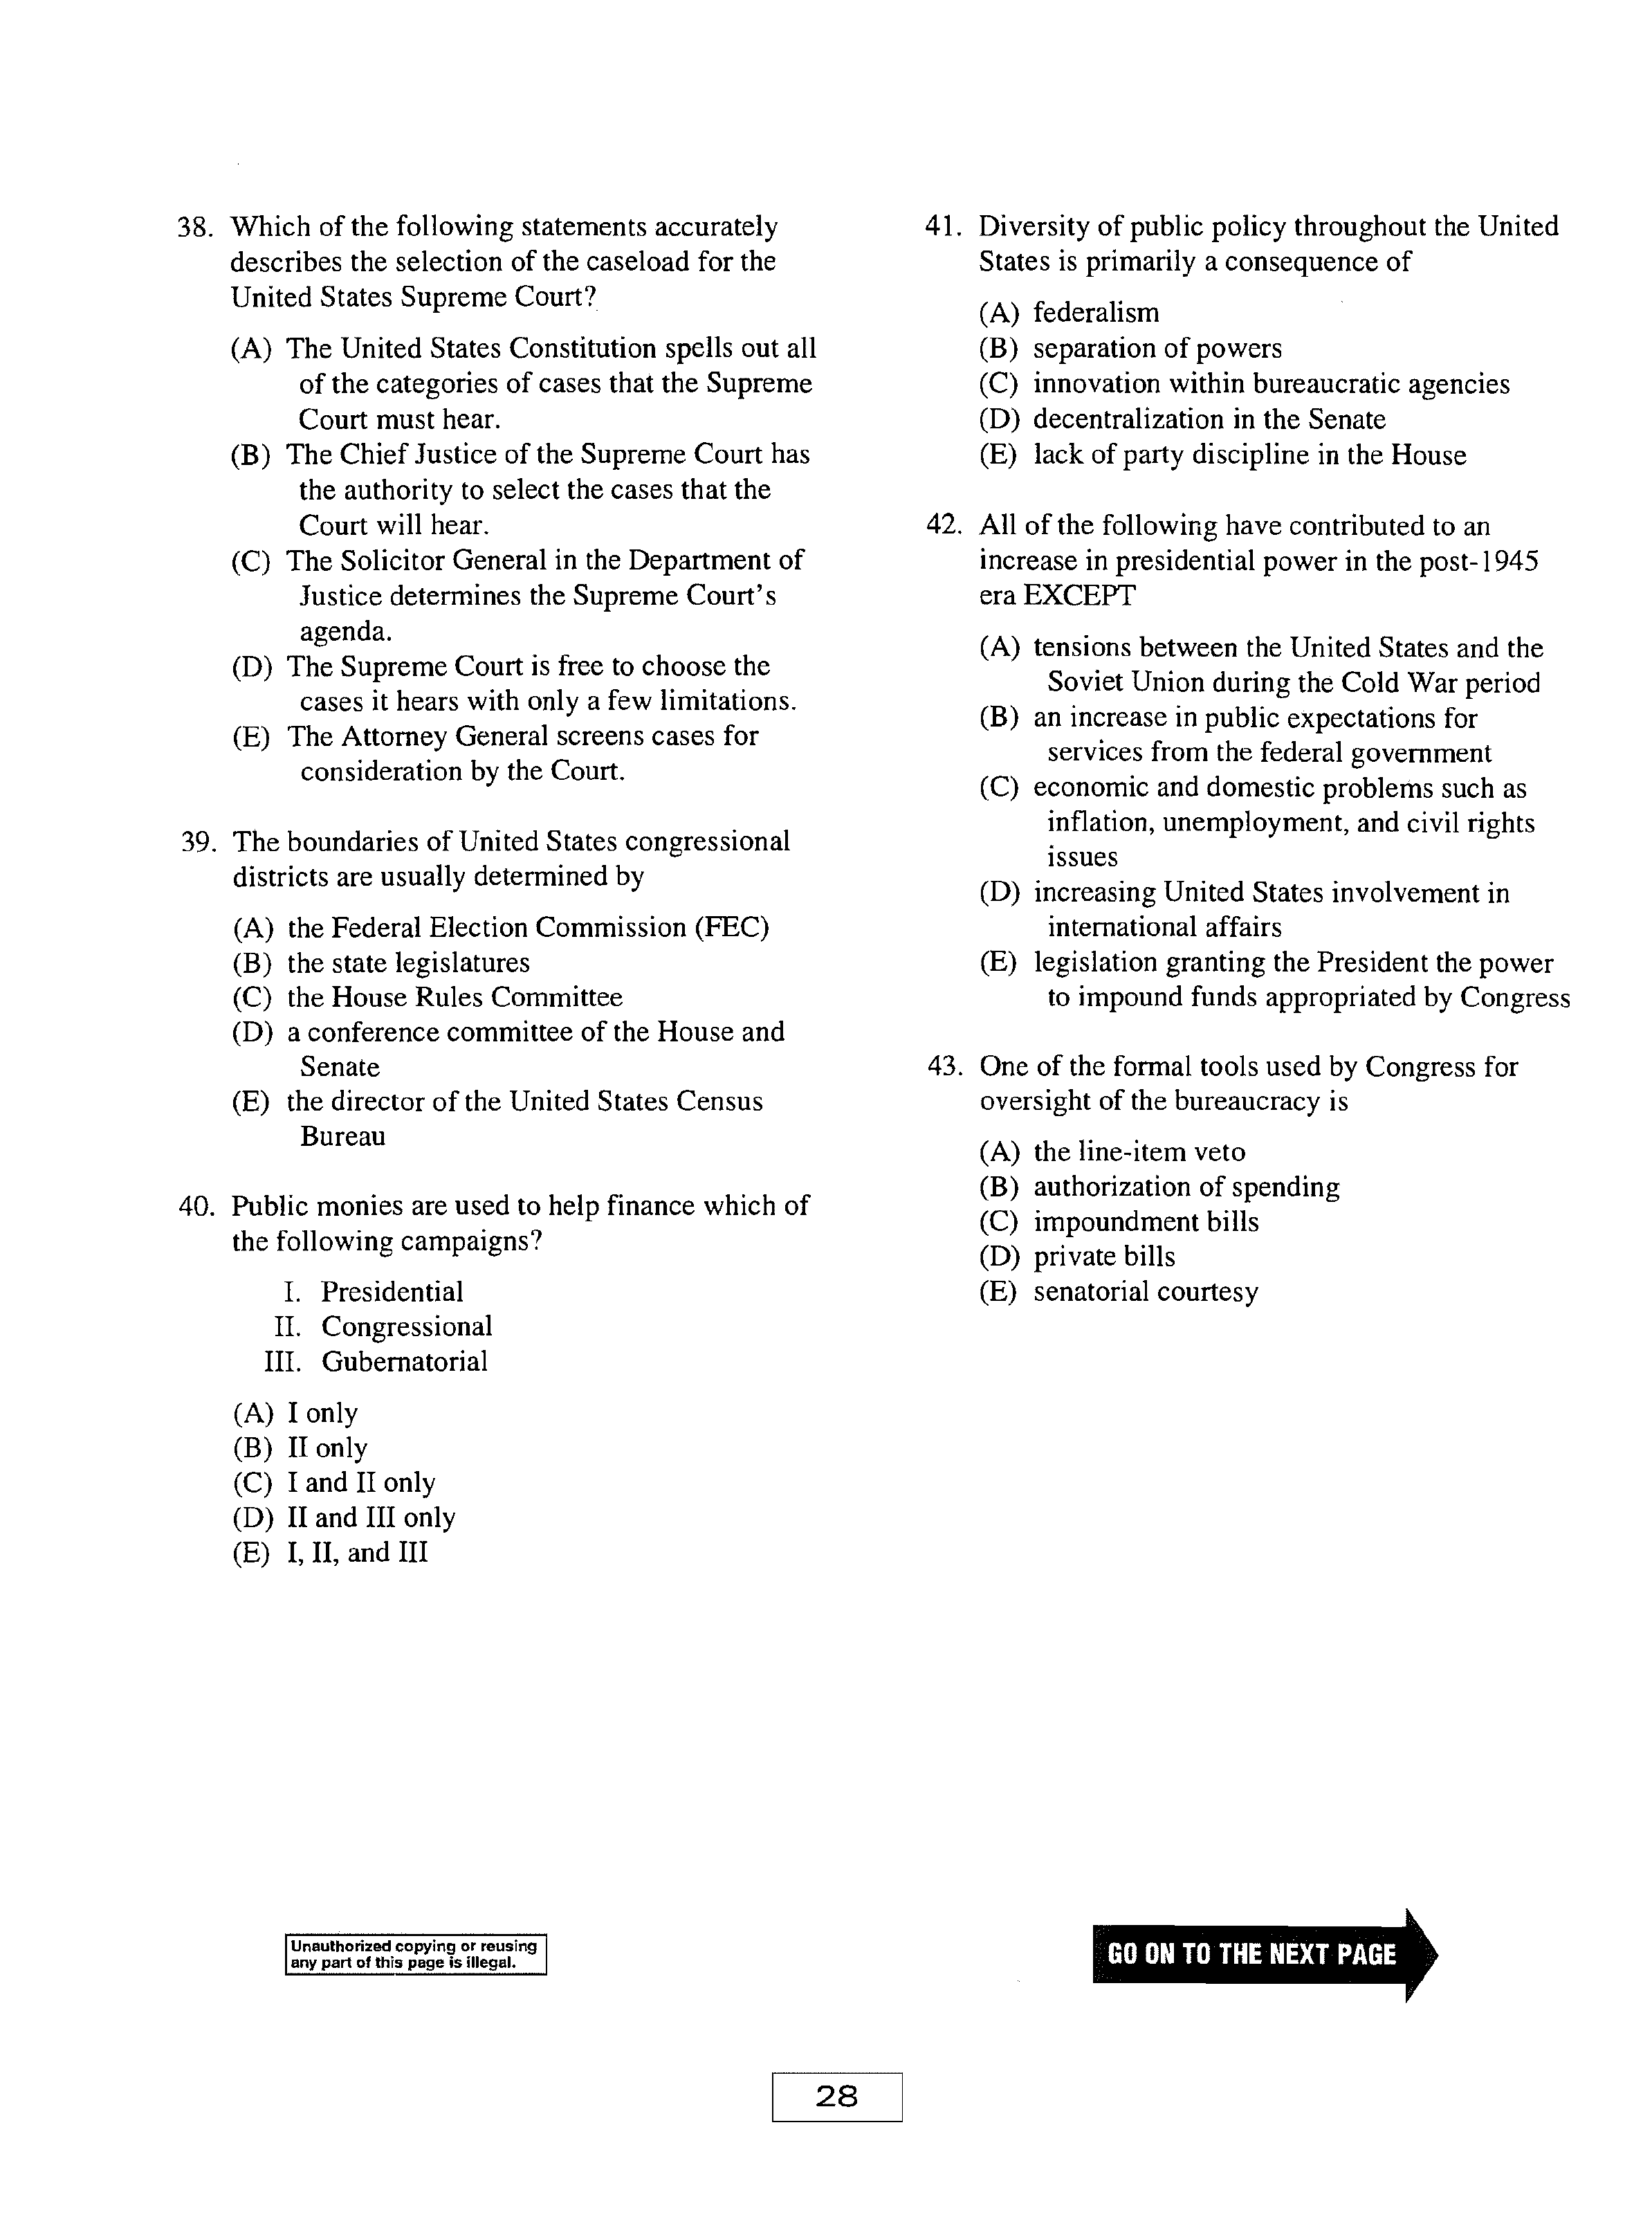 38. Which of the following statements accurately
describes the selection of the caseload for the
United States Supreme Court?
(A) The United States Constitution spells out all
of the categories of cases that the Supreme
Court must hear.
(B) The Chief Justice of the Supreme Court has
the authority to select the cases that the
Court will hear.
(C) The Solicitor General in the Department of
Justice determines the Supreme Court's
agenda.
(D) The Supreme Court is free to choose the
cases it hears with only a few limitations.
(E) The Attorney General screens cases for
consideration by the Court.
39. The boundaries of United States congressional
districts are usually determined by
(A) the Federal Election Commission (FEC)
(B) the state legislatures
(C) the House Rules Committee
(D) a conference committee of the House and
Senate
(E) the director of the United States Census
Bureau
40. Public monies are used to help finance which of
the following campaigns?
I. Presidential
II. Congressional
III. Gubernatorial
(A) I only
(B) II only
(C) I and II only
(D) II and III only
(E) I, II, and III
41. Diversity of public policy throughout the United
States is primarily a consequence of
(A) federalism
(B) separation of powers
(C) innovation within bureaucratic agencies
(D) decentralization in the Senate
(E) lack of party discipline in the House
42. All of the following have contributed to an
increase in presidential power in the post-1945
era EXCEPT
(A) tensions between the United States and the
Soviet Union during the Cold War period
(B) an increase in public expectations for
services from the federal government
(C) economic and domestic problems such as
inflation, unemployment, and civil rights
issues
(D) increasing United States involvement in
international affairs
(E) legislation granting the President the power
to impound funds appropriated by Congress
43. One of the formal tools used by Congress for
oversight of the bureaucracy is
(A) the line-item veto
(B) authorization of spending
(C) impoundment bills
(D) private bills
(E) senatorial courtesy
Unauthorized copying or reusing
any part of this page is illegal.
GO ON TO THE NEXT PAGE
28